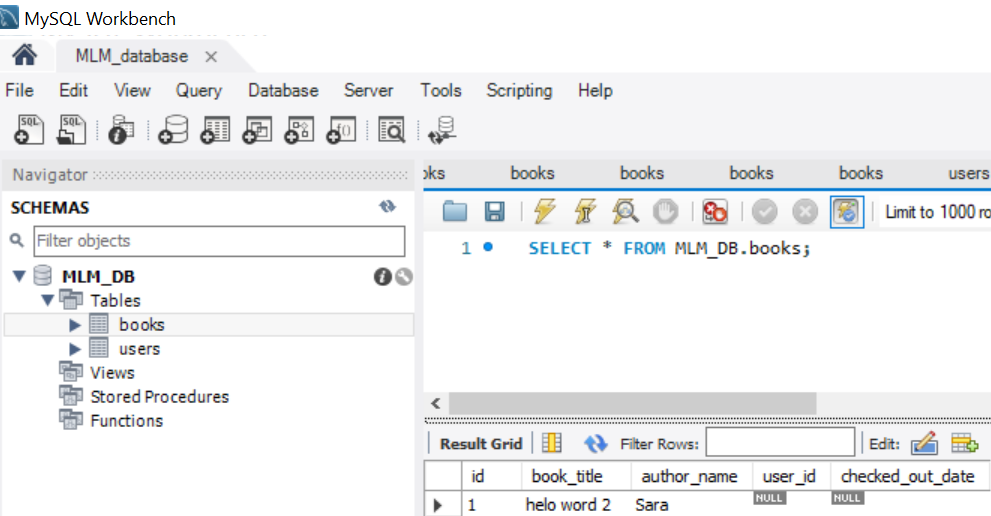 MySQL Workbench
MLM_database
File Edit View Query Database Server Tools Scripting Help
SQL SQL
Navigator
oks books books books books users
SCHEMAS
Limit to 1000 ro
Filter objects
1 SELECT * FROM MLM_DB.books;
MLM_DB
Tables
books
users
Views
Stored Procedures
Functions
Result Grid Filter Rows: Edit:
id book_title author_name user_id checked_out_date
1 helo word 2 Sara NULL NULL